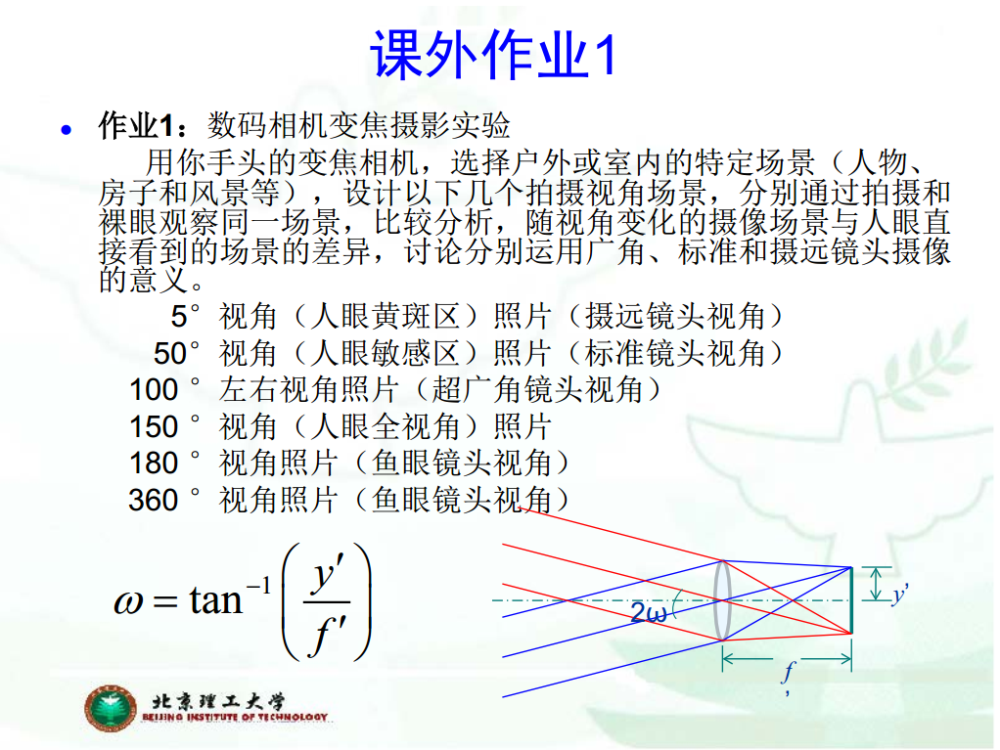 课外作业1
• 作业1：数码相机变焦摄影实验
用你手头的变焦相机，选择户外或室内的特定场景（人物、
房子和风景等），设计以下几个拍摄视角场景，分别通过拍摄和
裸眼观察同一场景，比较分析，随视角变化的摄像场景与人眼直
接看到的场景的差异，讨论分别运用广角、标准和摄远镜头摄像
的意义。
5°视角（人眼黄斑区）照片（摄远镜头视角）
50°视角（人眼敏感区）照片（标准镜头视角）
100 °左右视角照片（超广角镜头视角）
150 °视角（人眼全视角）照片
180 °视角照片（鱼眼镜头视角）
360 °视角照片（鱼眼镜头视角）
ω = tan⁻¹(y′/f′)
2ω
y’
f’
北京理工大学
BEIJING INSTITUTE OF TECHNOLOGY